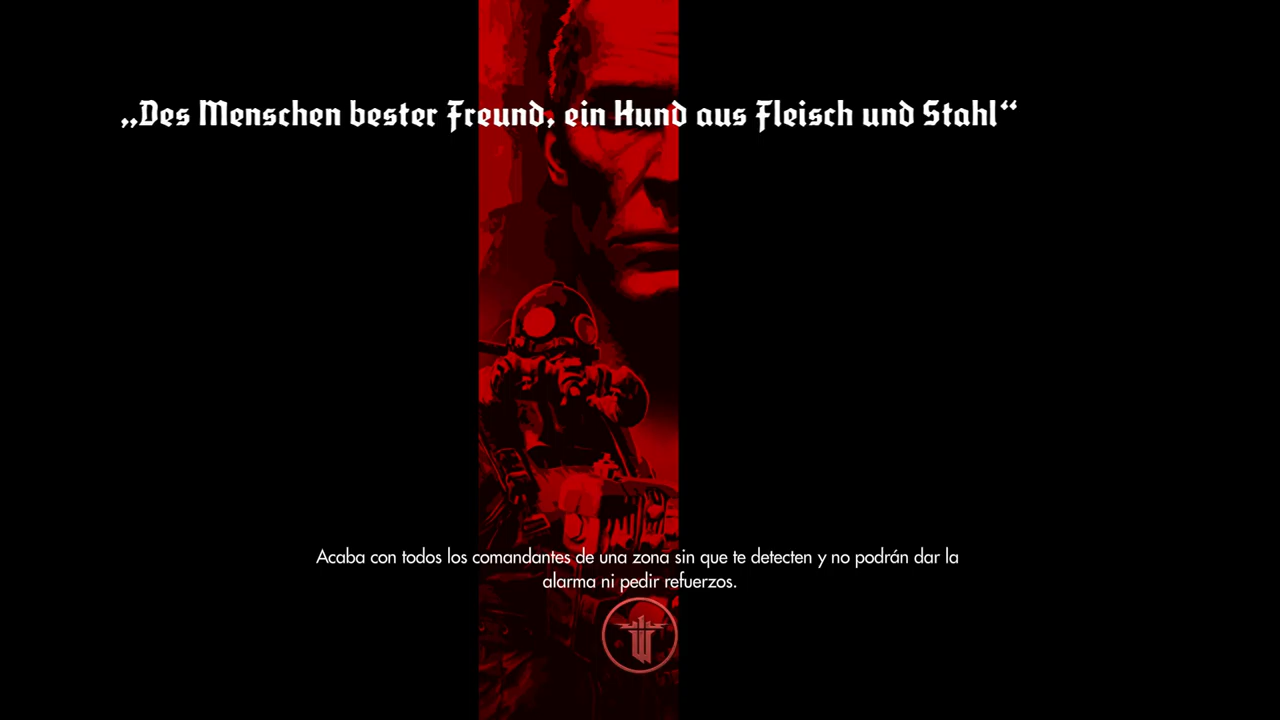 „Des Menschen bester Freund, ein Hund aus Fleisch und Stahl“
Acaba con todos los comandantes de una zona sin que te detecten y no podrán dar la
alarma ni pedir refuerzos.